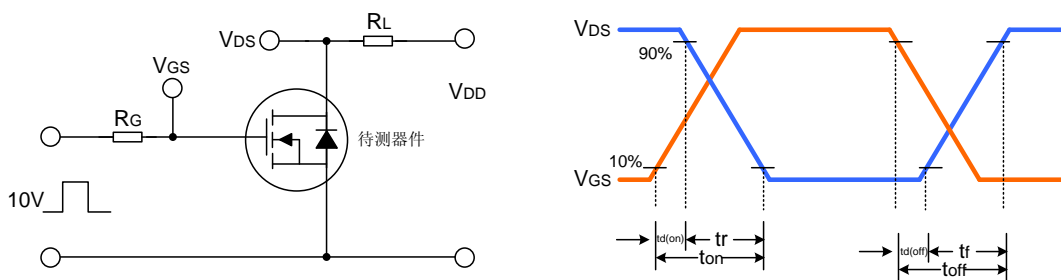 VDS
RL
VGS
VDD
RG
待测器件
10V
VDS
90%
10%
VGS
td(on)
tr
ton
td(off)
tf
toff